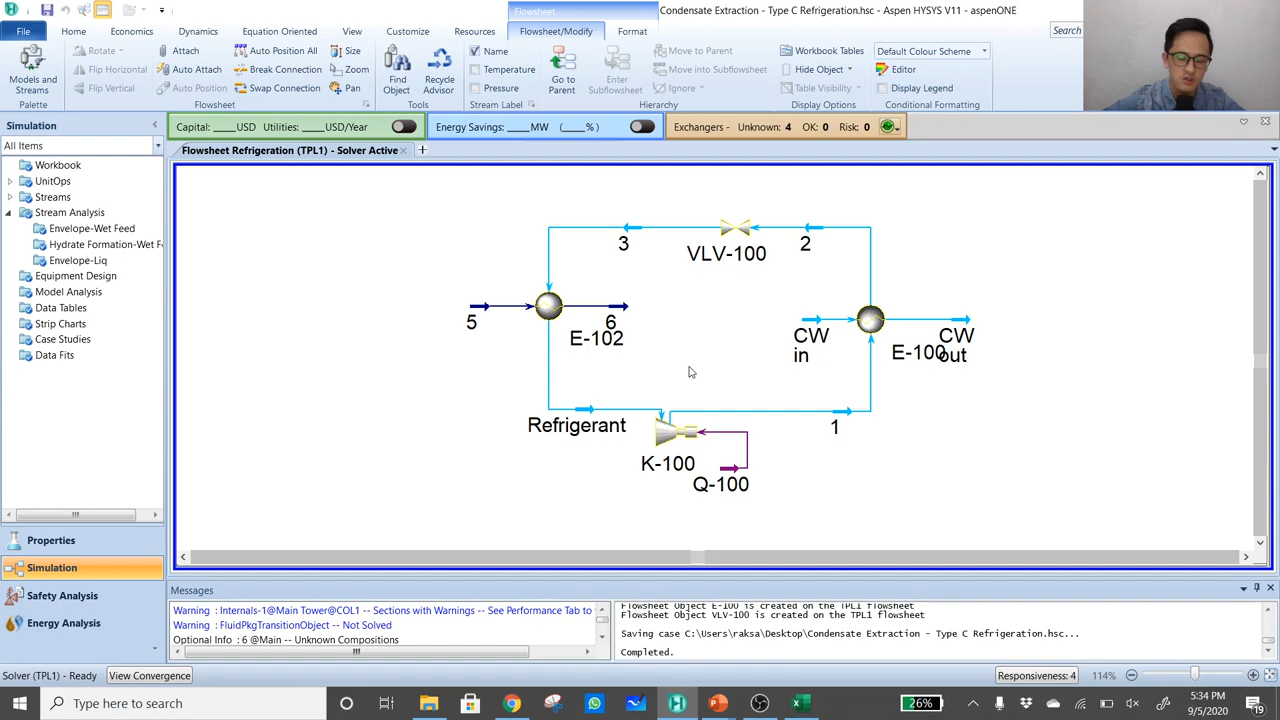 Flowsheet
Condensate Extraction - Type C Refrigeration.hsc - Aspen HYSYS V11 - aspenONE
File
Home
Economics
Dynamics
Equation Oriented
View
Customize
Resources
Flowsheet/Modify
Format
Search
Models and Streams
Palette
Rotate
Flip Horizontal
Flip Vertical
Attach
Auto Attach
Auto Position
Auto Position All
Break Connection
Swap Connection
Size
Zoom
Pan
Flowsheet
Find Object
Recycle Advisor
Tools
Name
Temperature
Pressure
Stream Label
Go to Parent
Enter Subflowsheet
Move to Parent
Move into Subflowsheet
Ignore
Hierarchy
Workbook Tables
Hide Object
Table Visibility
Display Options
Default Colour Scheme
Editor
Display Legend
Conditional Formatting
Simulation
All Items
Workbook
UnitOps
Streams
Stream Analysis
Envelope-Wet Feed
Hydrate Formation-Wet F
Envelope-Liq
Equipment Design
Model Analysis
Data Tables
Strip Charts
Case Studies
Data Fits
Properties
Simulation
Safety Analysis
Energy Analysis
Capital: ____USD Utilities: ____USD/Year
Energy Savings: ____MW (____%)
Exchangers - Unknown: 4 OK: 0 Risk: 0
Flowsheet Refrigeration (TPL1) - Solver Active
3
VLV-100
2
5
6
E-102
CW in
E-100
CW out
Refrigerant
1
K-100
Q-100
Messages
Warning : Internals-1@Main Tower@COL1 -- Sections with Warnings -- See Performance Tab to
Warning : FluidPkgTransitionObject -- Not Solved
Optional Info : 6 @Main -- Unknown Compositions
Flowsheet Object E-100 is created on the TPL1 flowsheet
Flowsheet Object VLV-100 is created on the TPL1 flowsheet
Saving case C:\Users\raksa\Desktop\Condensate Extraction - Type C Refrigeration.hsc...
Completed.
Solver (TPL1) - Ready
View Convergence
Responsiveness: 4
114%
Type here to search
26%
5:34 PM
9/5/2020
19